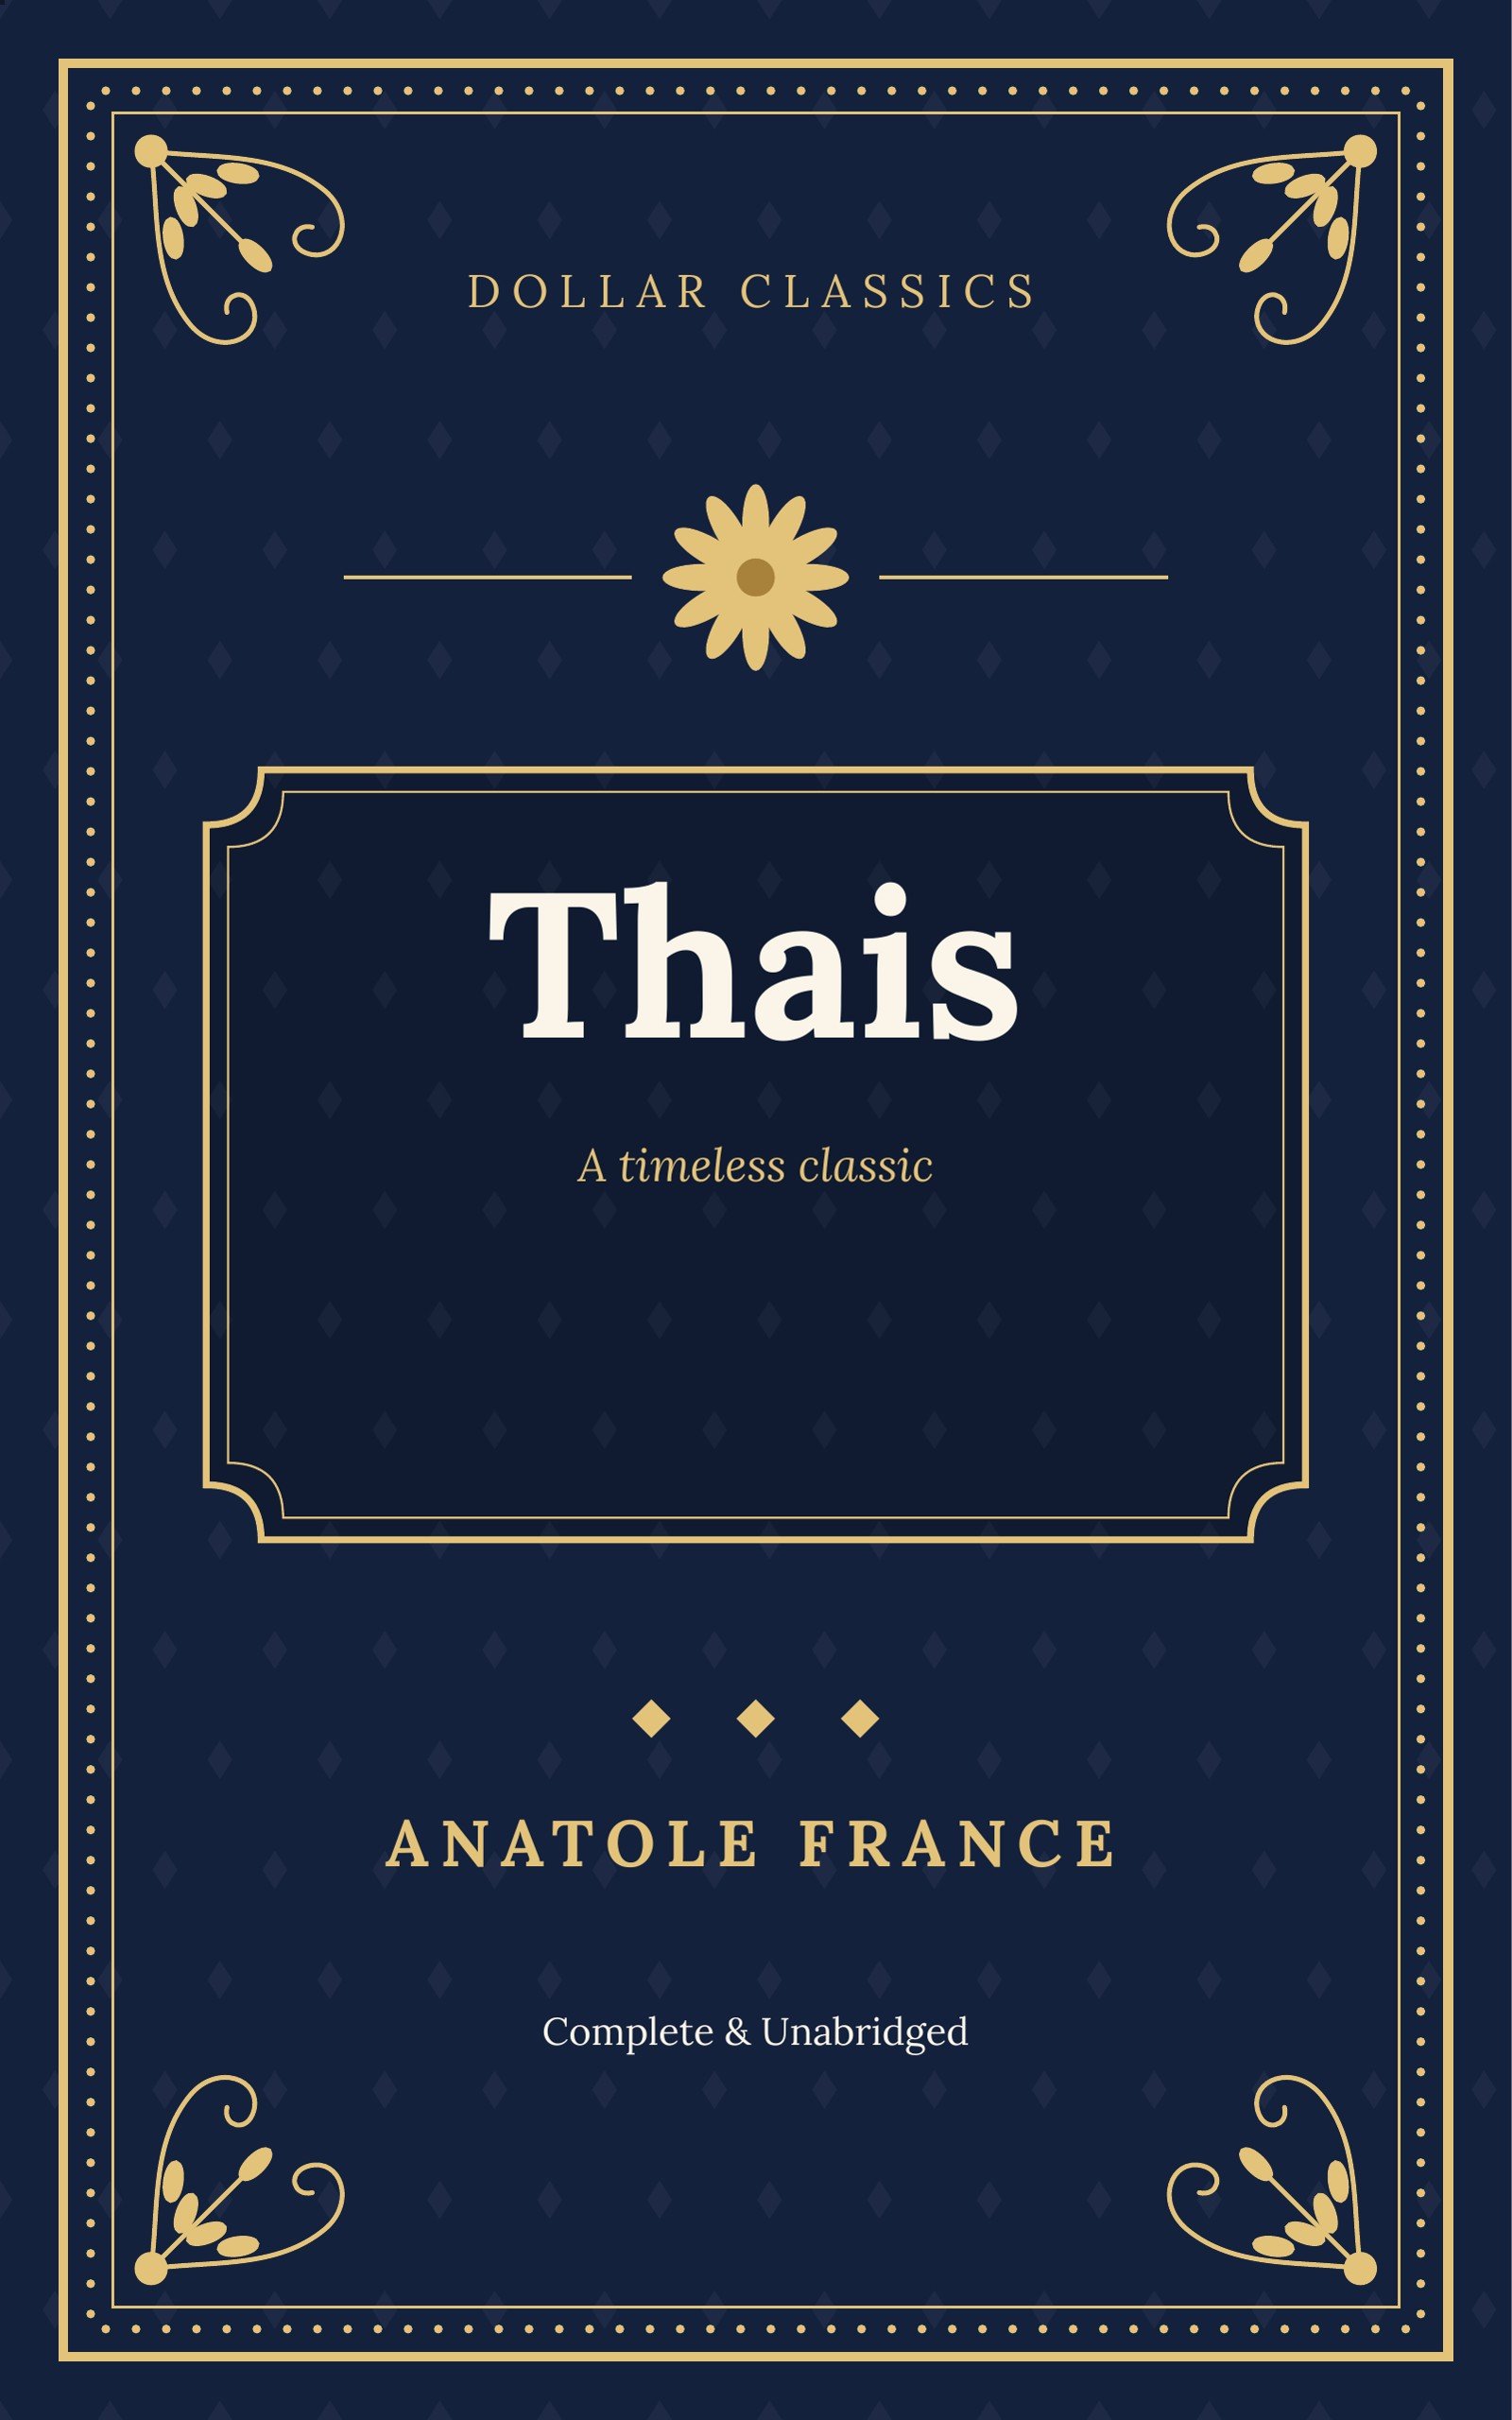 DOLLAR CLASSICS
Thais
A timeless classic
ANATOLE FRANCE
Complete & Unabridged